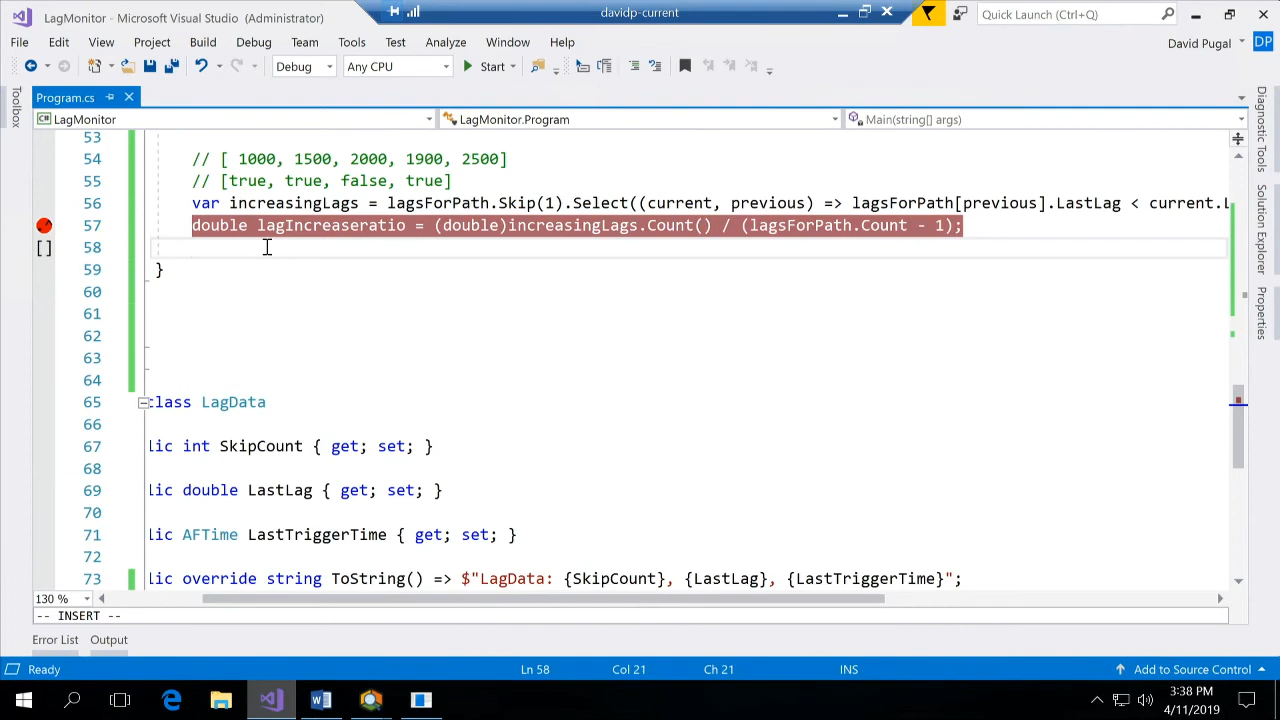 LagMonitor - Microsoft Visual Studio (Administrator)
davidp-current
Quick Launch (Ctrl+Q)
File Edit View Project Build Debug Team Tools Test Analyze Window Help
David Pugal DP
Debug Any CPU Start
Program.cs
LagMonitor LagMonitor.Program Main(string[] args)
Toolbox
Diagnostic Tools
Solution Explorer
Properties
53
54 // [ 1000, 1500, 2000, 1900, 2500]
55 // [true, true, false, true]
56 var increasingLags = lagsForPath.Skip(1).Select((current, previous) => lagsForPath[previous].LastLag < current.L
57 double lagIncreaseratio = (double)increasingLags.Count() / (lagsForPath.Count - 1);
58
59 }
60
61
62
63
64
65 class LagData
66
67 lic int SkipCount { get; set; }
68
69 lic double LastLag { get; set; }
70
71 lic AFTime LastTriggerTime { get; set; }
72
73 lic override string ToString() => $"LagData: {SkipCount}, {LastLag}, {LastTriggerTime}";
130 %
-- INSERT --
Error List Output
Ready Ln 58 Col 21 Ch 21 INS Add to Source Control
3:38 PM
4/11/2019